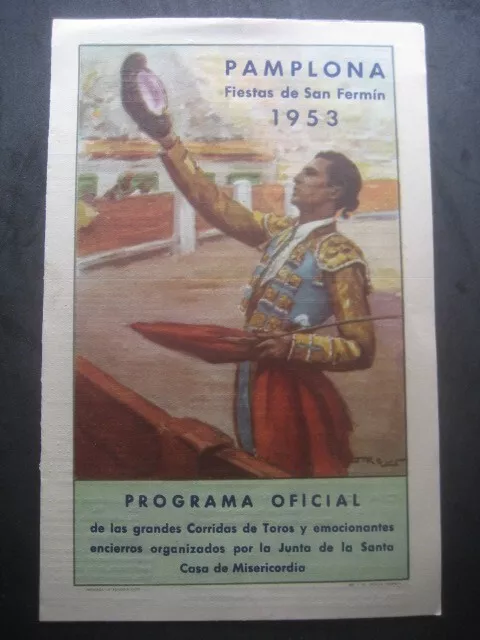 PAMPLONA
Fiestas de San Fermín
1953
PROGRAMA OFICIAL
de las grandes Corridas de Toros y emocionantes
encierros organizados por la Junta de la Santa
Casa de Misericordia